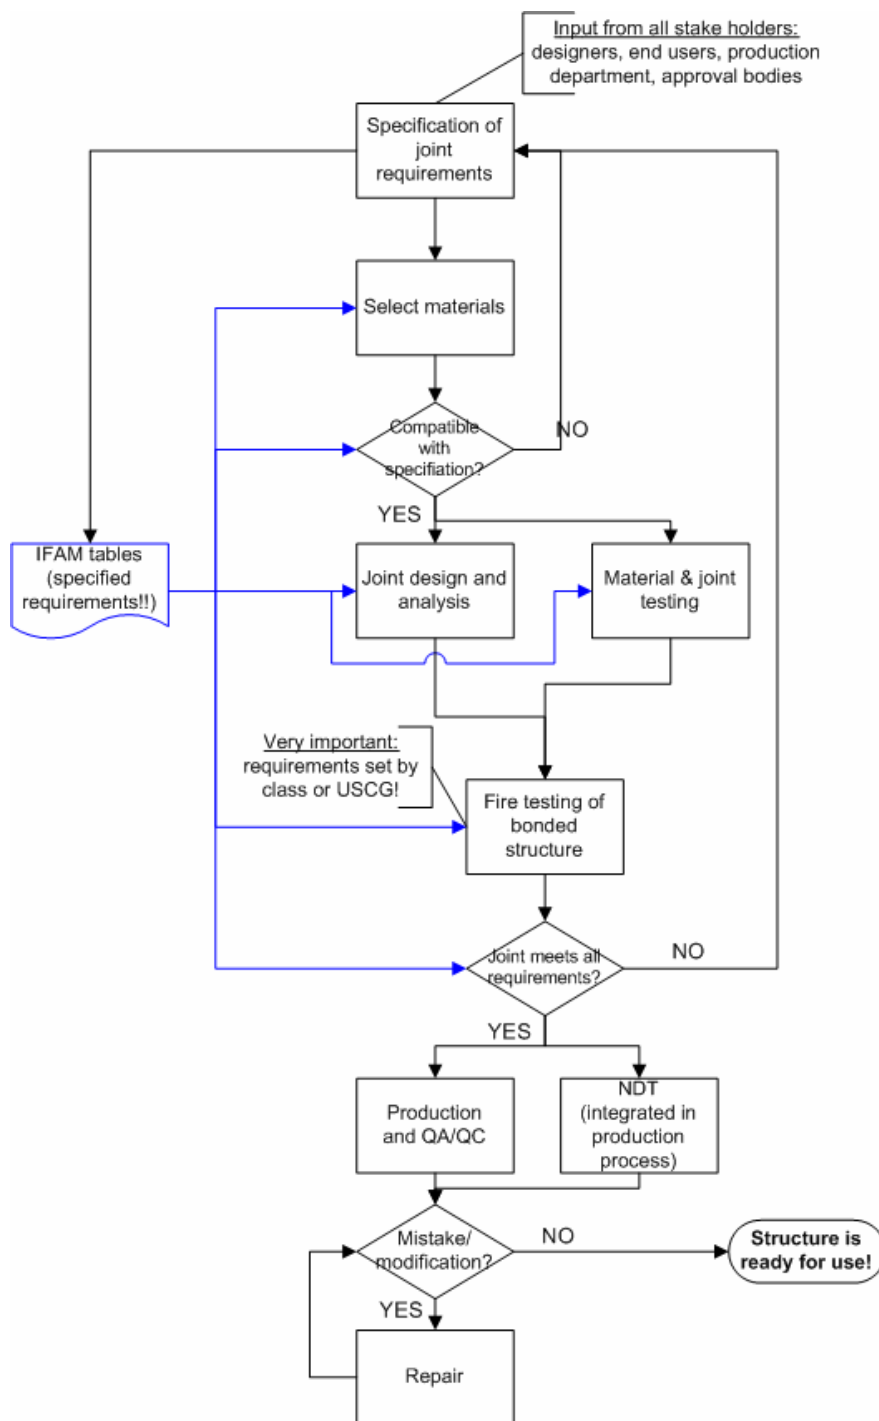 Input from all stake holders:
designers, end users, production
department, approval bodies
Specification of
joint
requirements
Select materials
Compatible
with
specifiation?
NO
YES
IFAM tables
(specified
requirements!!)
Joint design and
analysis
Material & joint
testing
Very important:
requirements set by
class or USCG!
Fire testing of
bonded
structure
Joint meets all
requirements?
NO
YES
Production
and QA/QC
NDT
(integrated in
production
process)
Mistake/
modification?
NO
Structure is
ready for use!
YES
Repair